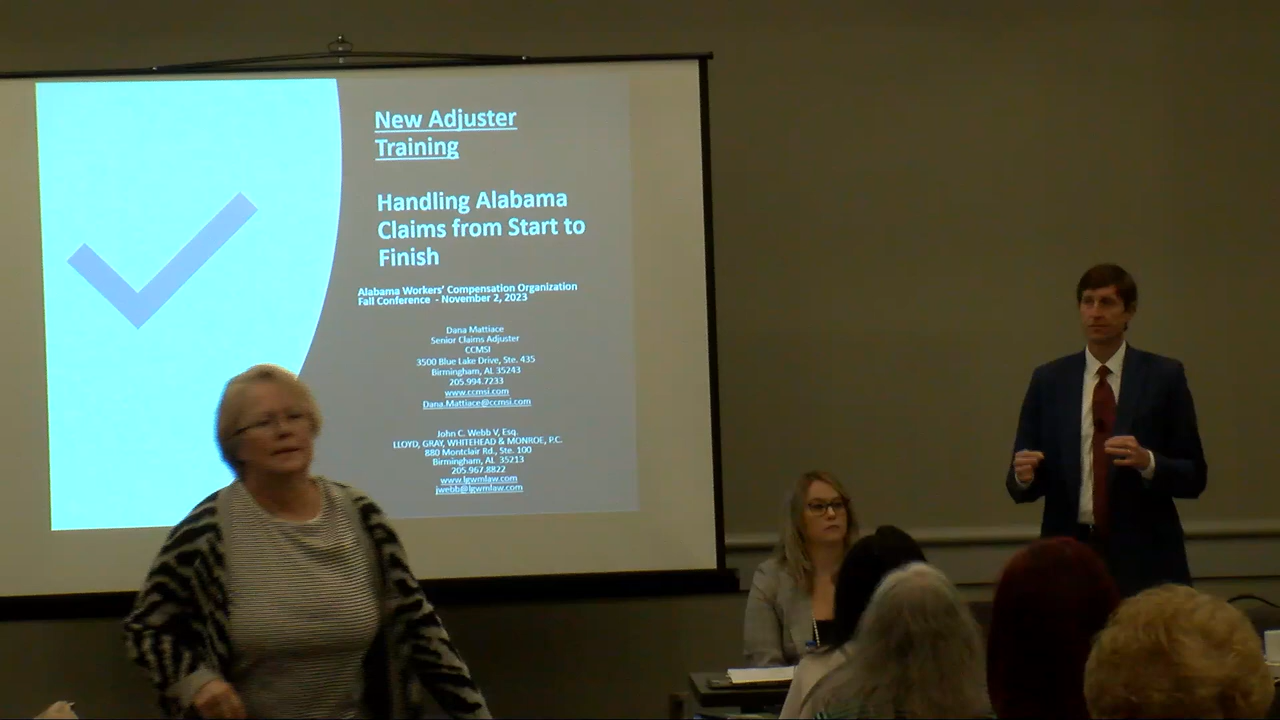 New Adjuster
Training
Handling Alabama
Claims from Start to
Finish
Alabama Workers' Compensation Organization
Fall Conference - November 2, 2023
Dana Mattiace
Senior Claims Adjuster
CCMSI
3500 Blue Lake Drive, Ste. 435
Birmingham, AL 35243
205.994.7233
www.ccmsi.com
Dana.Mattiace@ccmsi.com
John C. Webb V, Esq.
LLOYD, GRAY, WHITEHEAD & MONROE, P.C.
880 Montclair Rd., Ste. 100
Birmingham, AL 35213
205.967.8822
www.lgwmlaw.com
jwebb@lgwmlaw.com